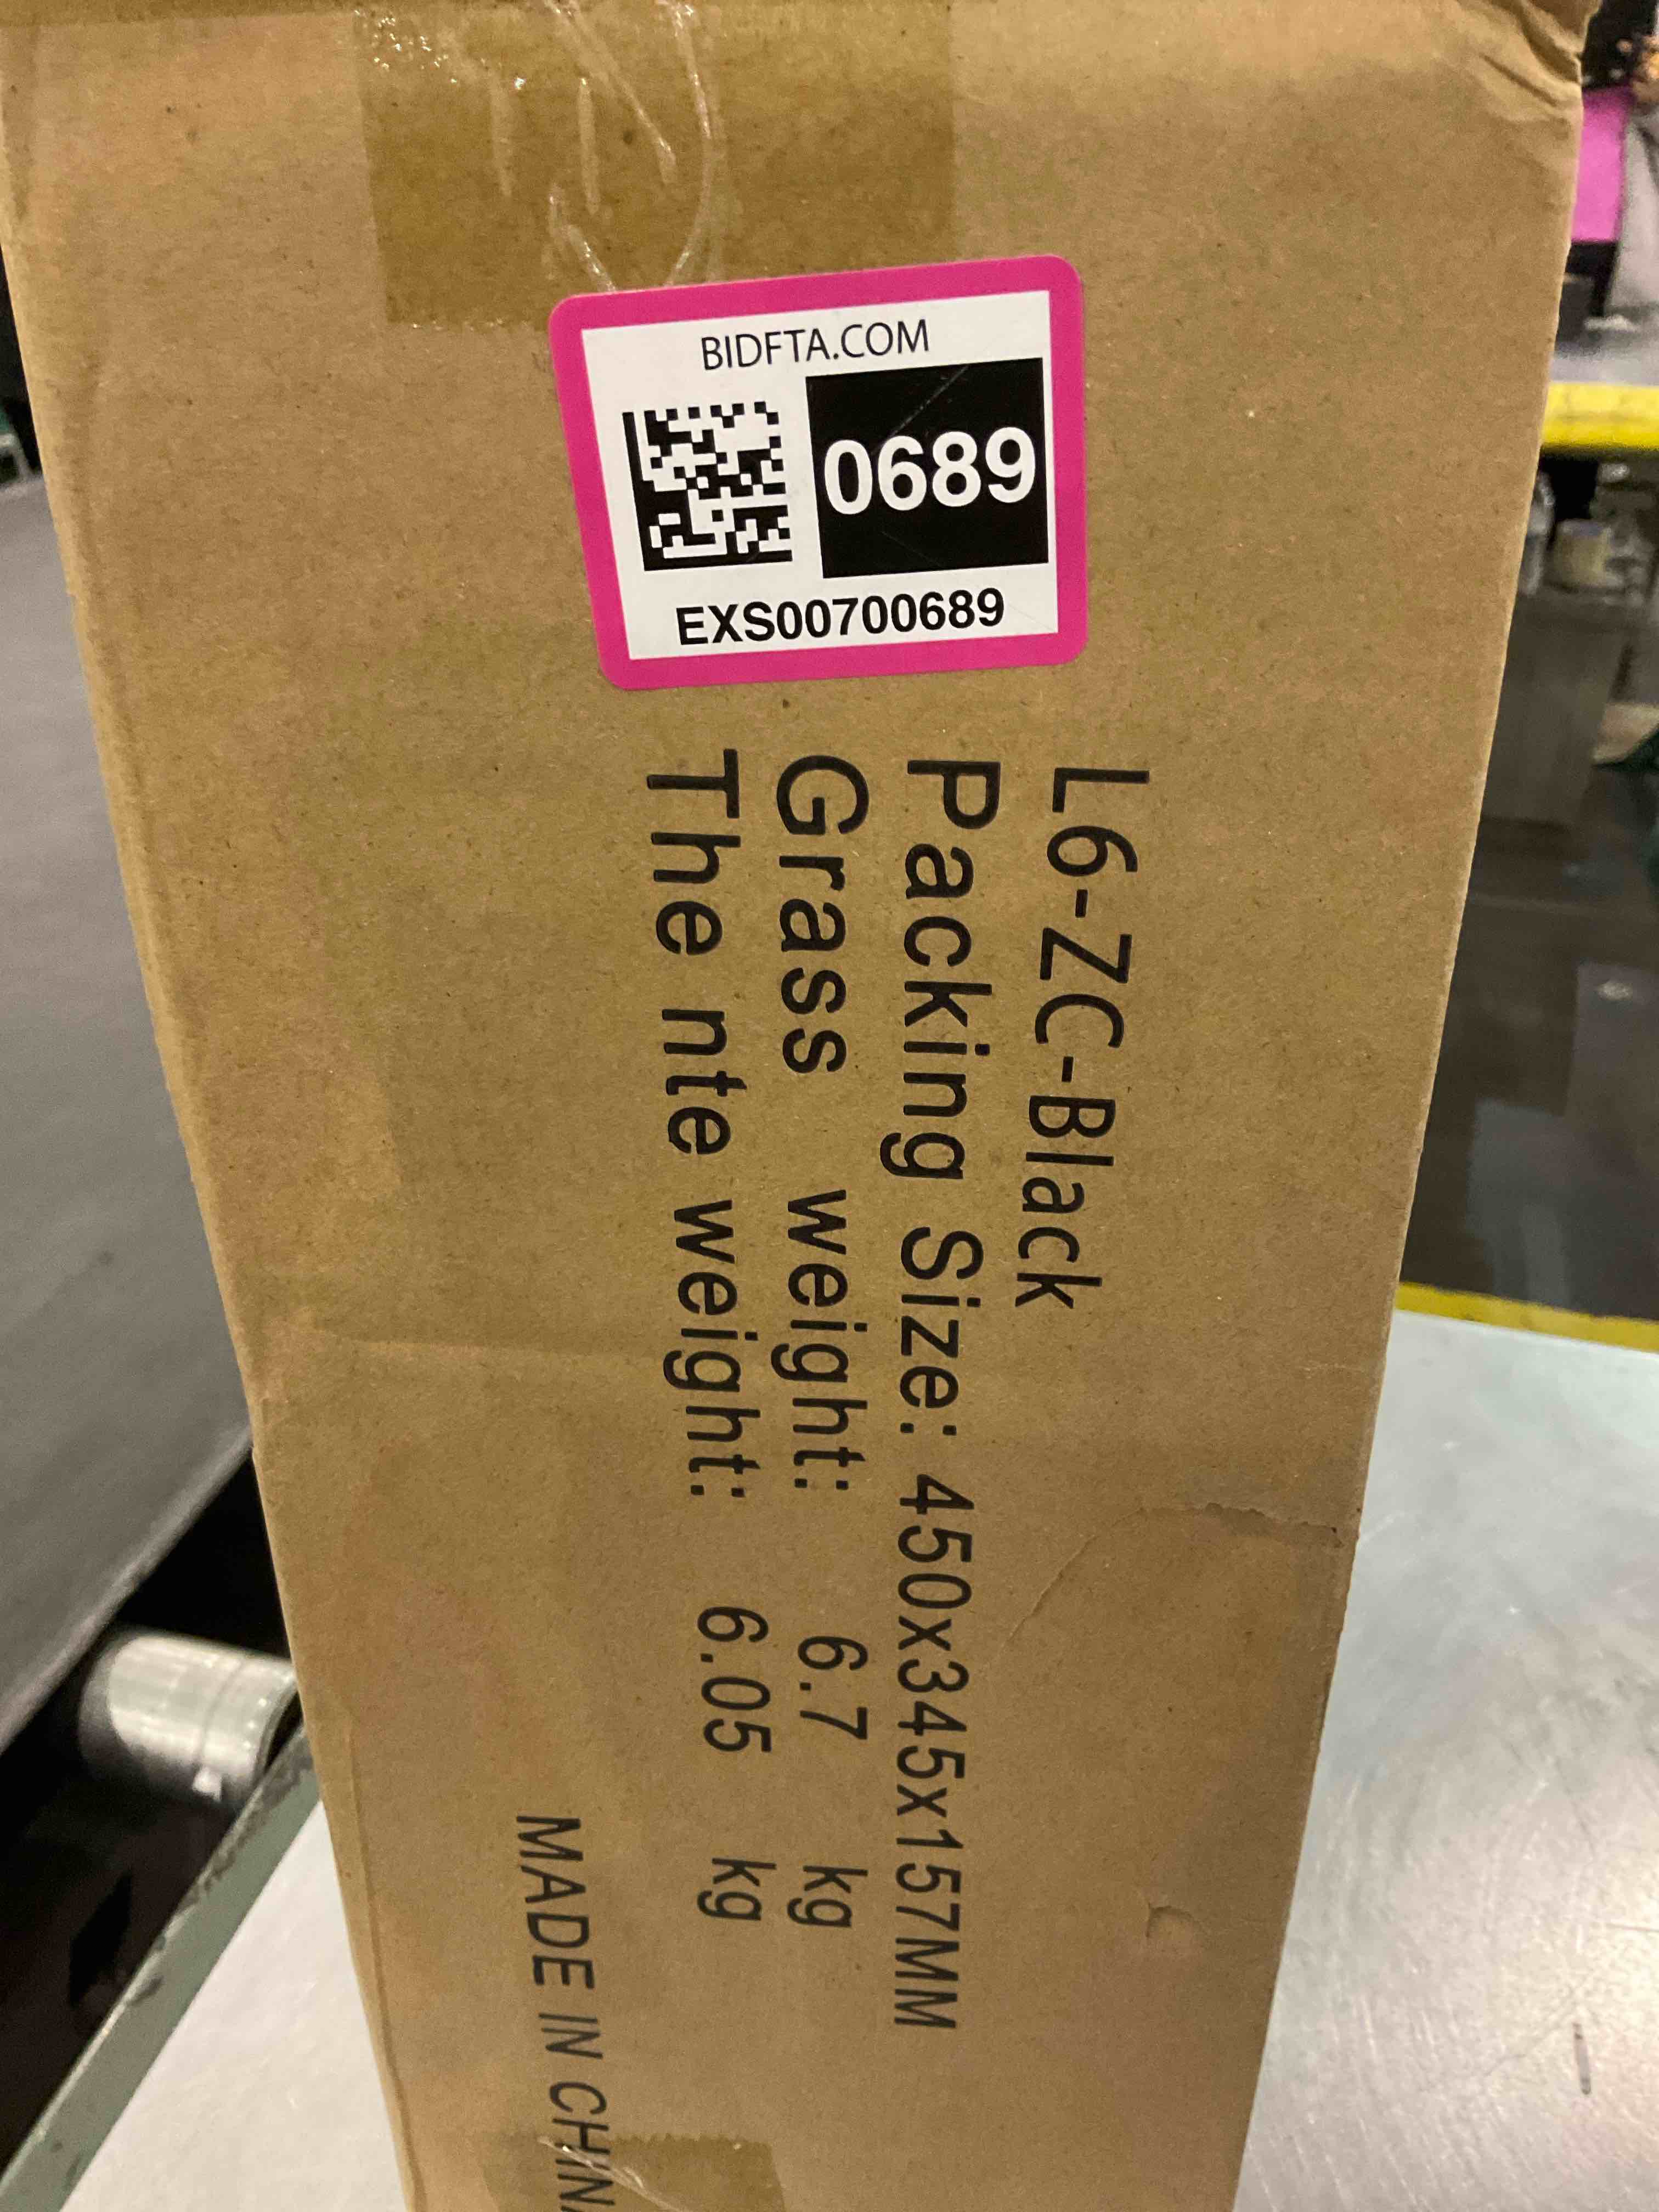 BIDFTA.COM
0689
EXS00700689
L6-ZC-Black
Packing Size: 450x345x157MM
Grass weight: 6.7 kg
The nte weight: 6.05 kg
MADE IN CHINA